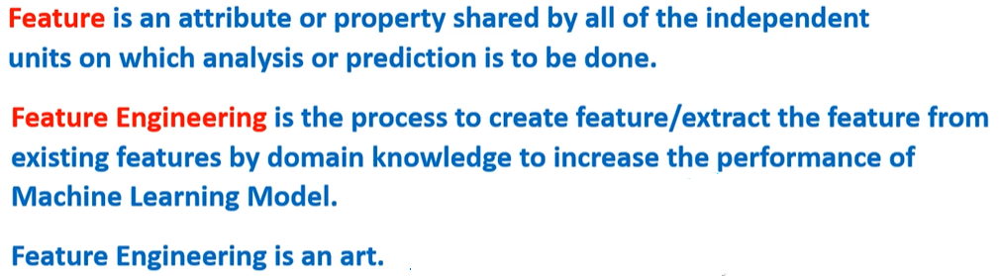 Feature is an attribute or property shared by all of the independent
units on which analysis or prediction is to be done.
Feature Engineering is the process to create feature/extract the feature from
existing features by domain knowledge to increase the performance of
Machine Learning Model.
Feature Engineering is an art.